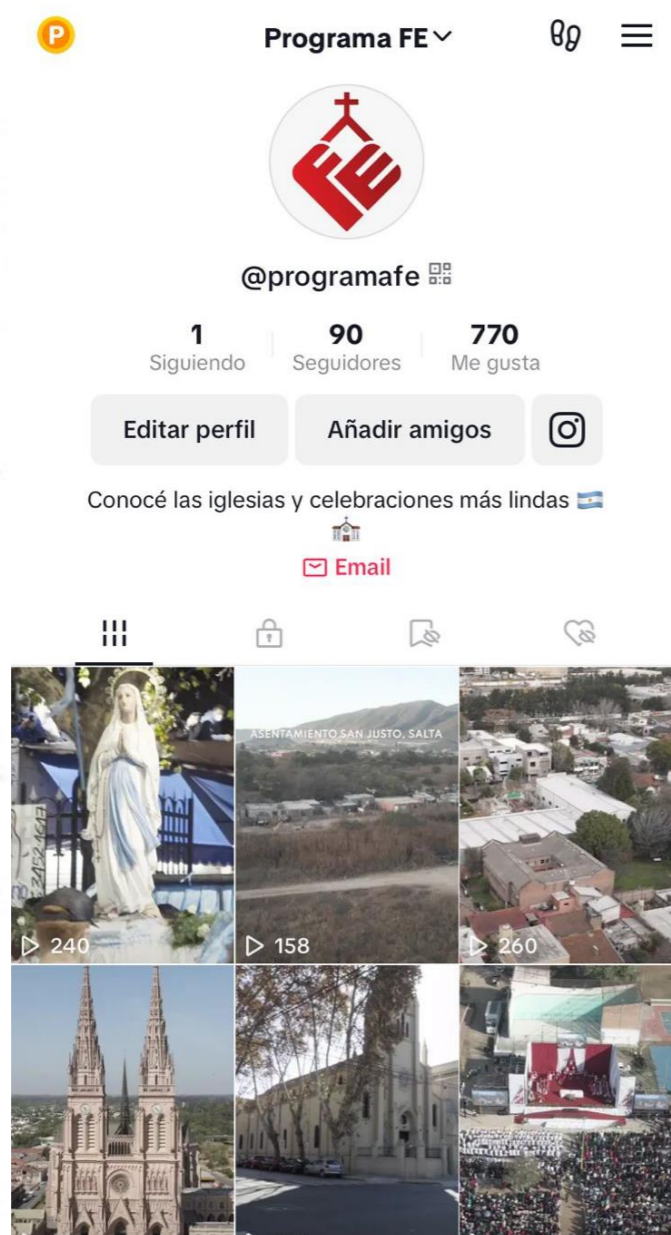 P
Programa FE
FE
@programafe
1
Siguiendo
90
Seguidores
770
Me gusta
Editar perfil
Añadir amigos
Conocé las iglesias y celebraciones más lindas 🇦🇷
Email
ASENTAMIENTO SAN JUSTO, SALTA
240
158
260